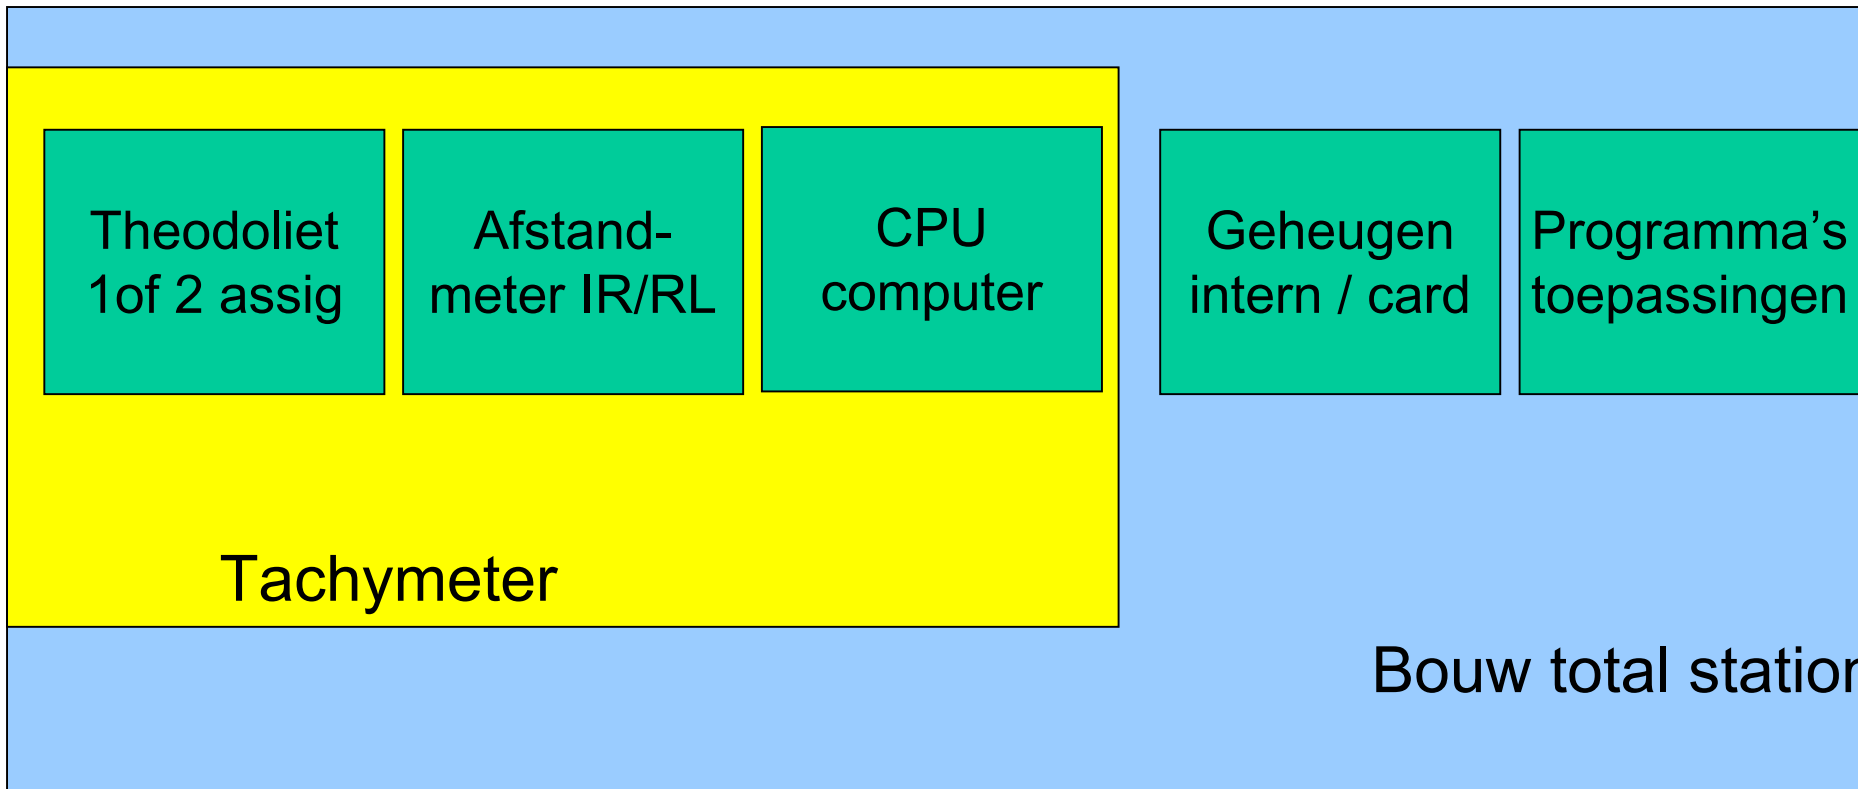 Theodoliet
1of 2 assig
Afstand-
meter IR/RL
CPU
computer
Geheugen
intern / card
Programma’s
toepassingen
Tachymeter
Bouw total station